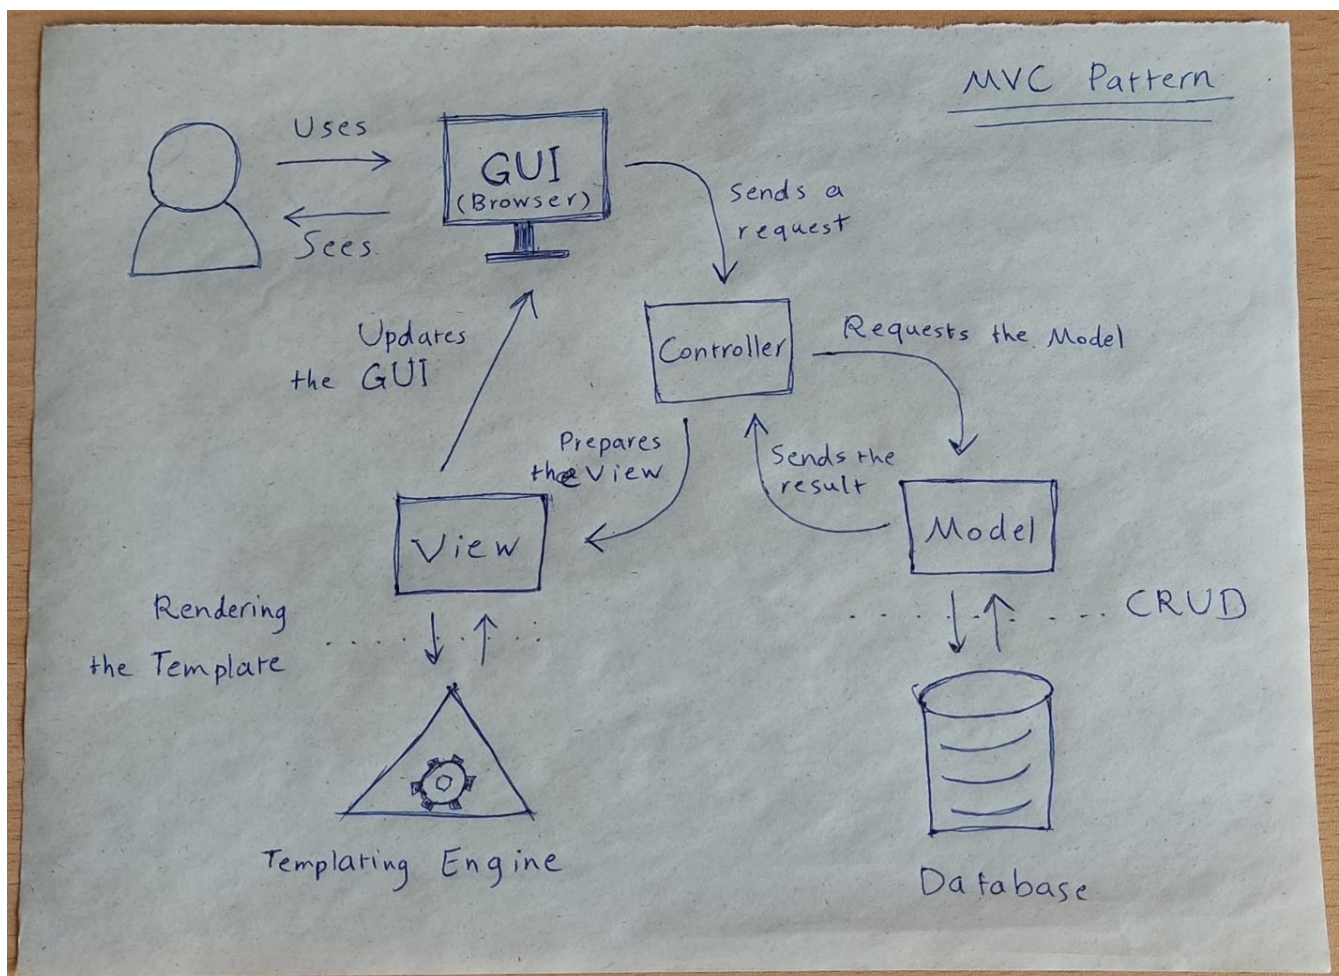 MVC Pattern
Uses
GUI
(Browser)
Sees
Sends a
request
Updates
the GUI
Controller
Requests the Model
Prepares
the View
Sends the
result
View
Model
Rendering
the Template
CRUD
Templating Engine
Database